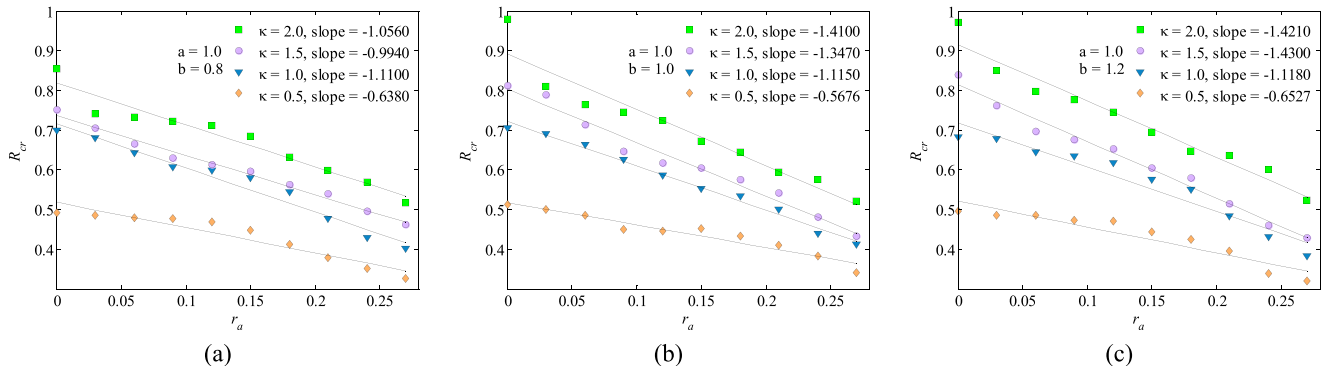 1
0.9
0.8
0.7
0.6
0.5
0.4
R_cr
κ = 2.0, slope = -1.0560
κ = 1.5, slope = -0.9940
κ = 1.0, slope = -1.1100
κ = 0.5, slope = -0.6380
a = 1.0
b = 0.8
0 0.05 0.1 0.15 0.2 0.25
r_a
(a)
1
0.9
0.8
0.7
0.6
0.5
0.4
R_cr
κ = 2.0, slope = -1.4100
κ = 1.5, slope = -1.3470
κ = 1.0, slope = -1.1150
κ = 0.5, slope = -0.5676
a = 1.0
b = 1.0
0 0.05 0.1 0.15 0.2 0.25
r_a
(b)
1
0.9
0.8
0.7
0.6
0.5
0.4
R_cr
κ = 2.0, slope = -1.4210
κ = 1.5, slope = -1.4300
κ = 1.0, slope = -1.1180
κ = 0.5, slope = -0.6527
a = 1.0
b = 1.2
0 0.05 0.1 0.15 0.2 0.25
r_a
(c)